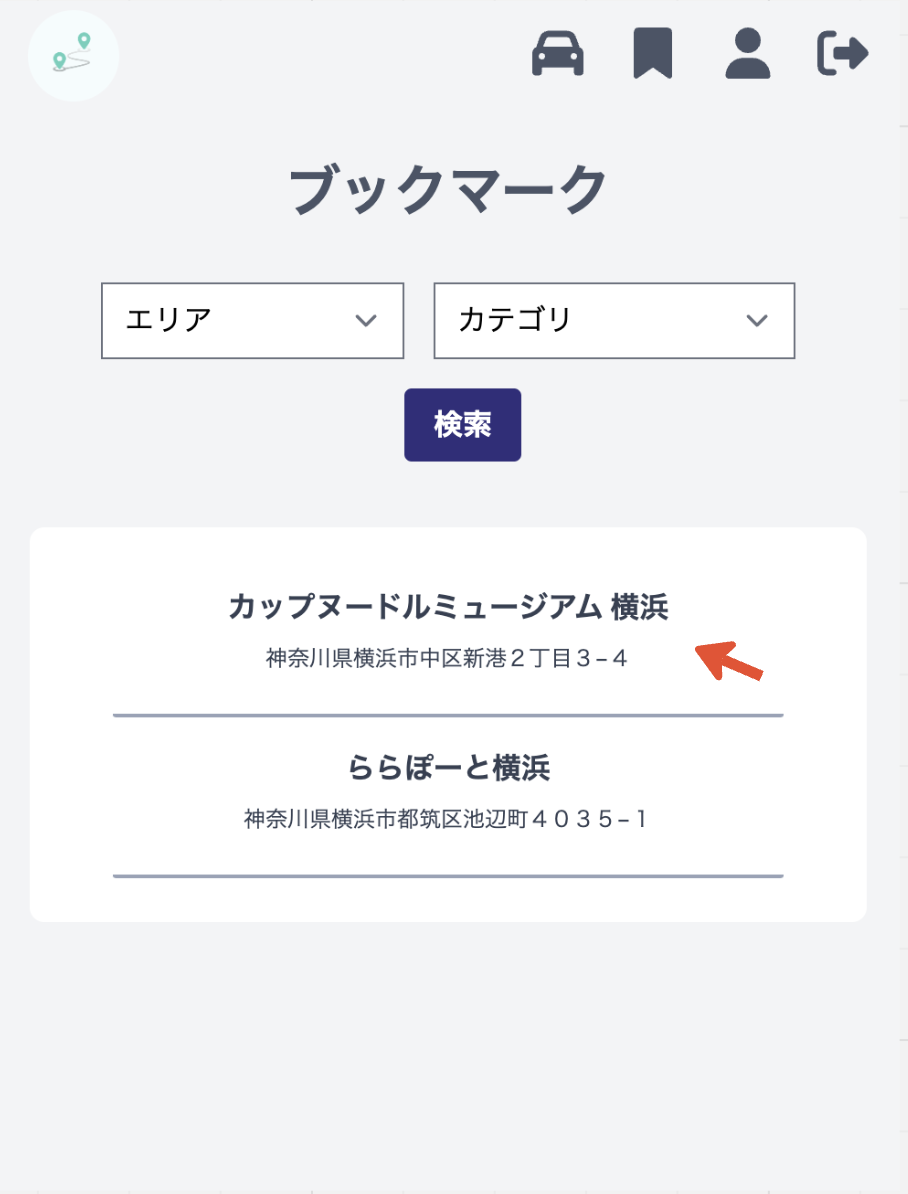 ブックマーク
エリア
カテゴリ
検索
カップヌードルミュージアム 横浜
神奈川県横浜市中区新港２丁目３−４
ららぽーと横浜
神奈川県横浜市都筑区池辺町４０３５−１